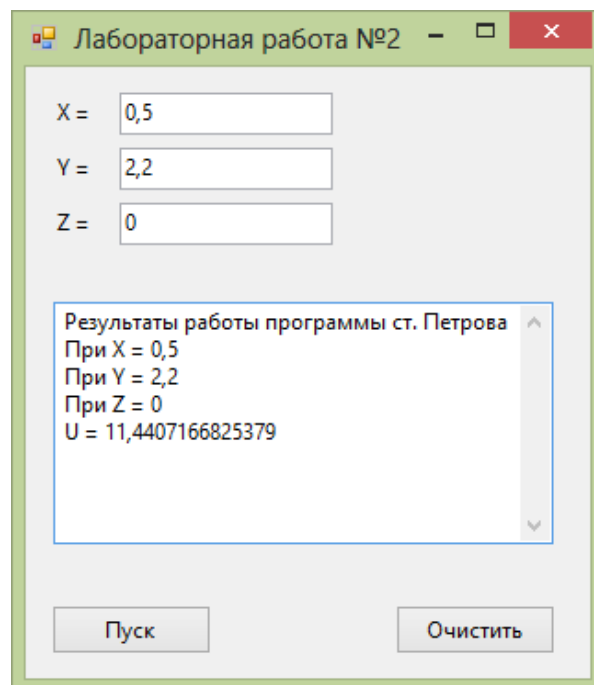 Лабораторная работа №2
X = 0,5
Y = 2,2
Z = 0
Результаты работы программы ст. Петрова
При X = 0,5
При Y = 2,2
При Z = 0
U = 11,4407166825379
Пуск Очистить